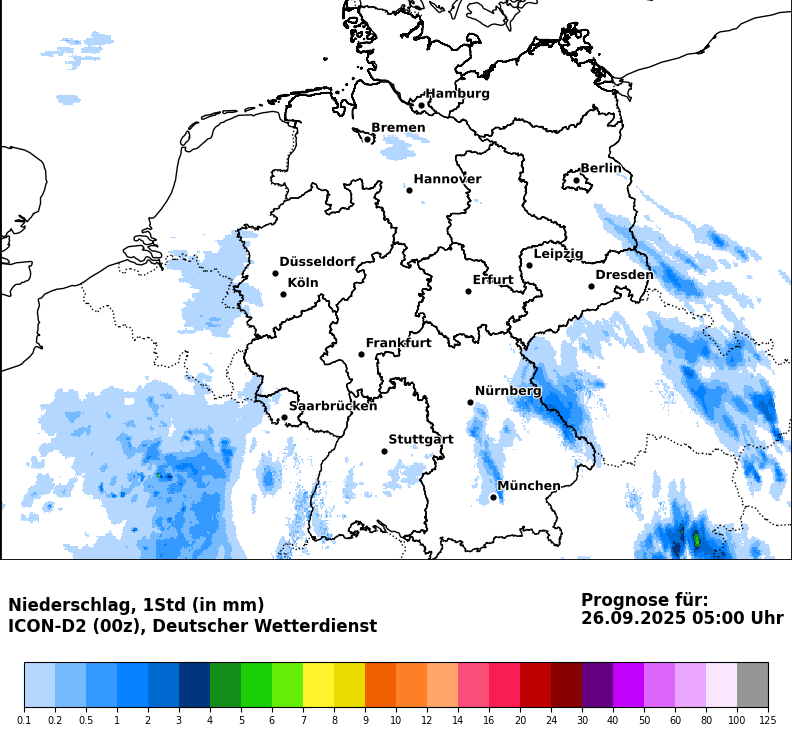 Hamburg
Bremen
Berlin
Hannover
Leipzig
Düsseldorf
Dresden
Köln
Erfurt
Frankfurt
Nürnberg
Saarbrücken
Stuttgart
München
Niederschlag, 1Std (in mm)
ICON-D2 (00z), Deutscher Wetterdienst
Prognose für:
26.09.2025 05:00 Uhr
0.1 0.2 0.5 1 2 3 4 5 6 7 8 9 10 12 14 16 20 24 30 40 50 60 80 100 125